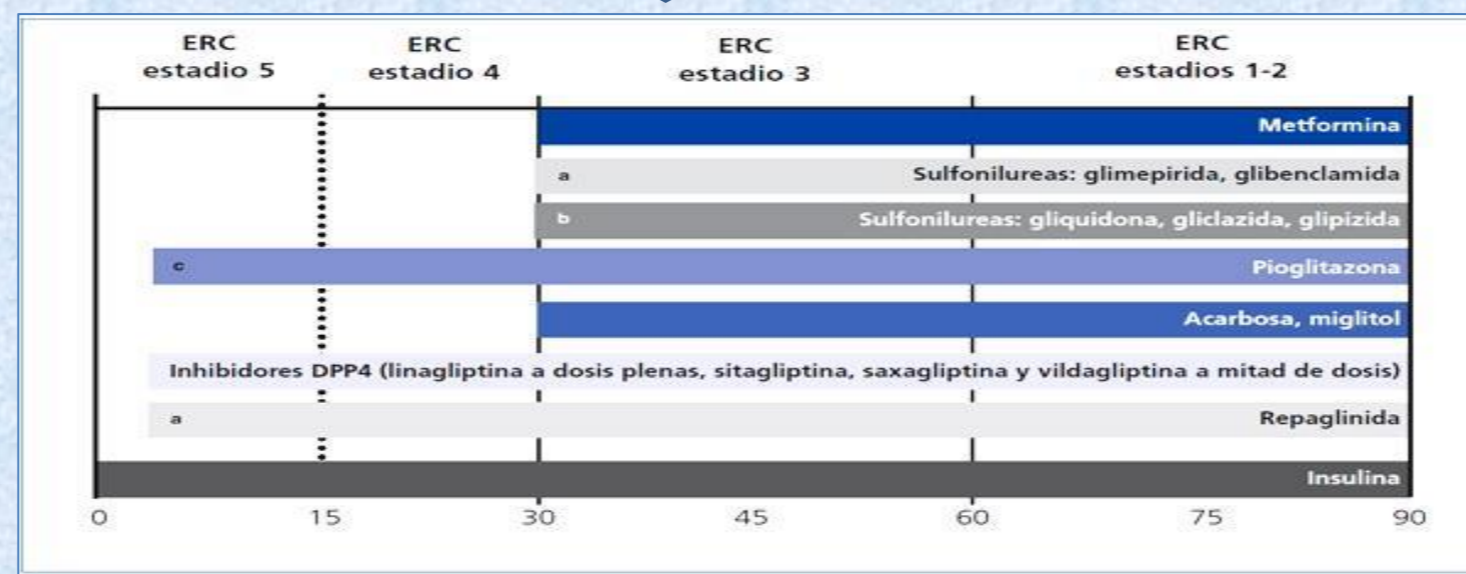 ERC
estadio 5
ERC
estadio 4
ERC
estadio 3
ERC
estadios 1-2
Metformina
a Sulfonilureas: glimepirida, glibenclamida
b Sulfonilureas: gliquidona, gliclazida, glipizida
c Pioglitazona
Acarbosa, miglitol
Inhibidores DPP4 (linagliptina a dosis plenas, sitagliptina, saxagliptina y vildagliptina a mitad de dosis)
a Repaglinida
Insulina
0 15 30 45 60 75 90